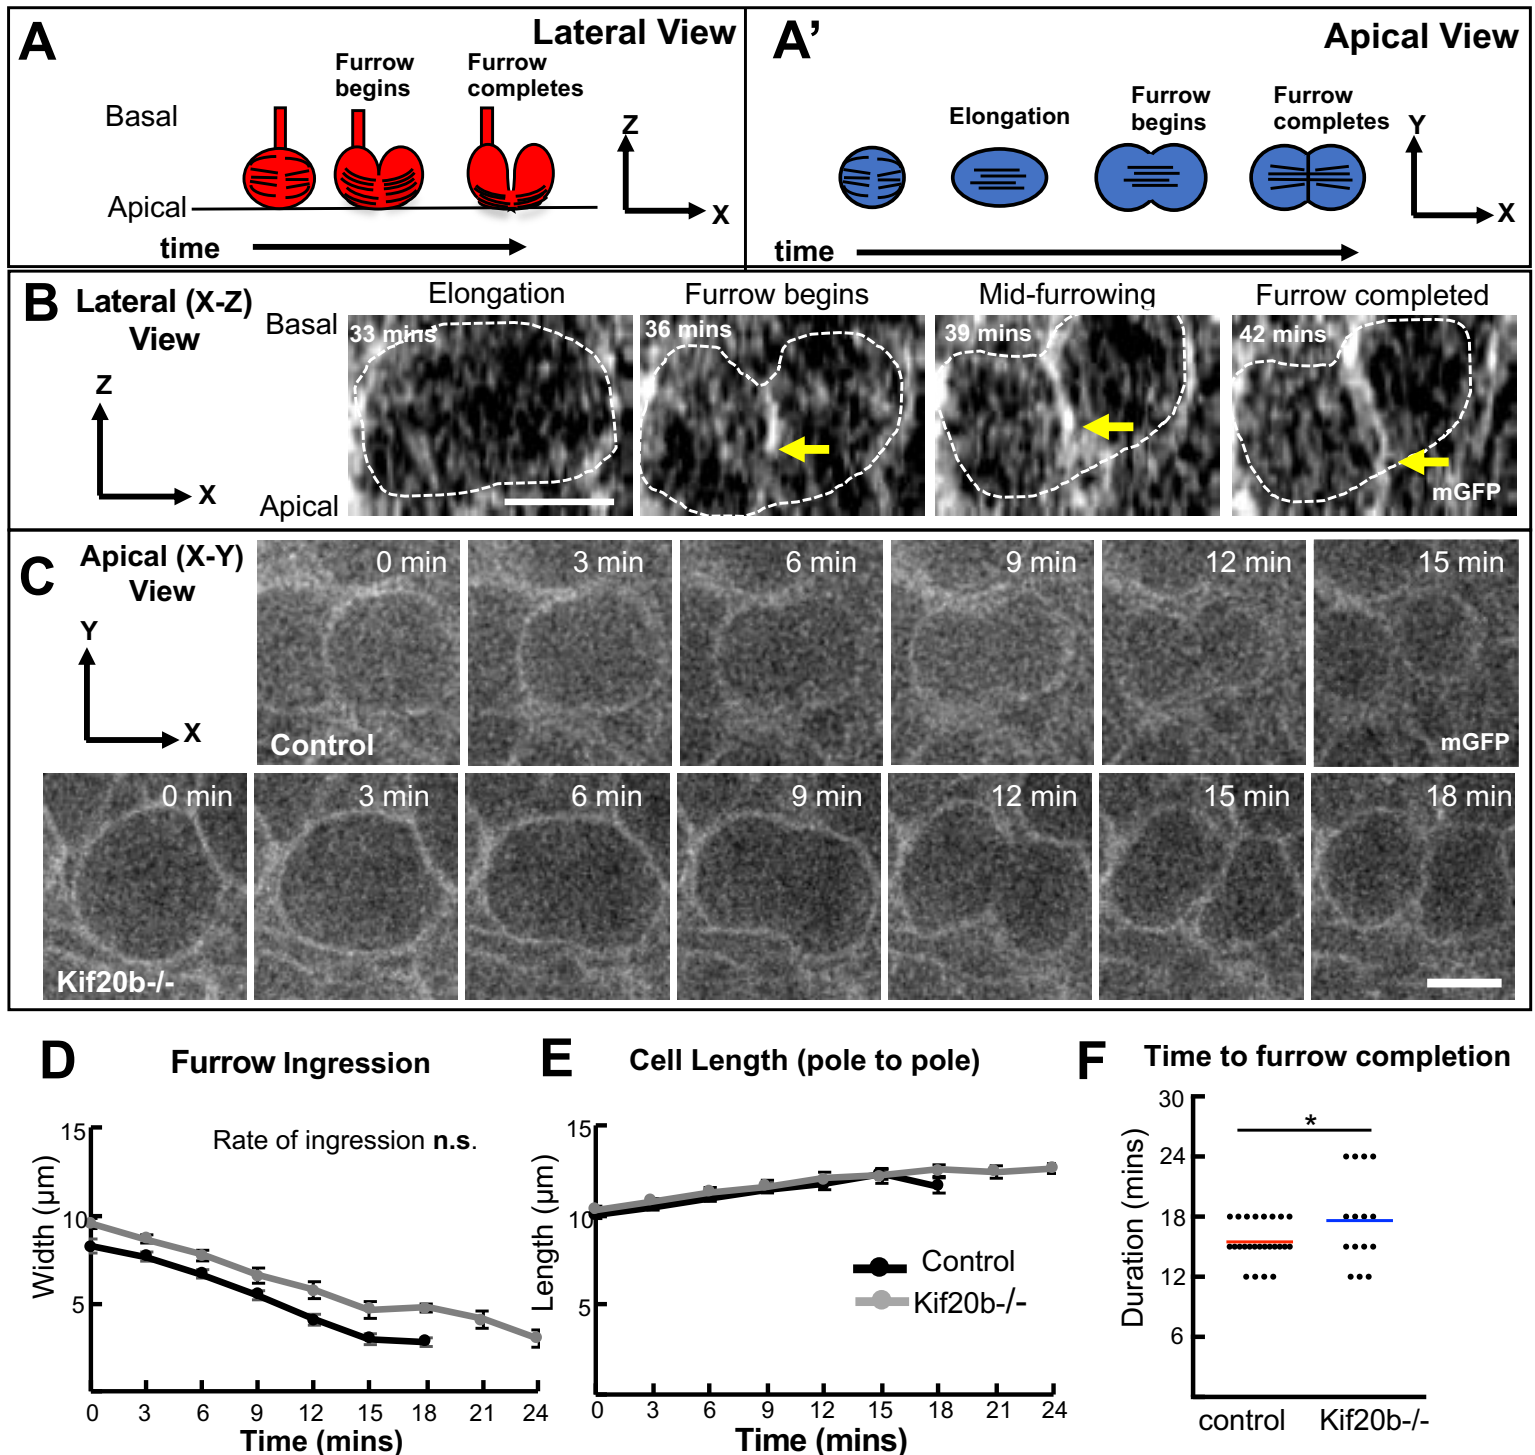 A
Lateral View
Furrow
begins
Furrow
completes
Basal
Apical
Z
X
time
A’
Apical View
Elongation
Furrow
begins
Furrow
completes
Y
X
time
B
Lateral (X-Z)
View
Basal
Apical
Z
X
Elongation
Furrow begins
Mid-furrowing
Furrow completed
33 mins
36 mins
39 mins
42 mins
mGFP
C
Apical (X-Y)
View
Y
X
0 min
3 min
6 min
9 min
12 min
15 min
Control
mGFP
0 min
3 min
6 min
9 min
12 min
15 min
18 min
Kif20b-/-
D
Furrow Ingression
Rate of ingression n.s.
Width (µm)
15
10
5
0 3 6 9 12 15 18 21 24
Time (mins)
E
Cell Length (pole to pole)
Length (µm)
15
10
5
Control
Kif20b-/-
0 3 6 9 12 15 18 21 24
Time (mins)
F
Time to furrow completion
Duration (mins)
30
24
18
12
6
*
control
Kif20b-/-